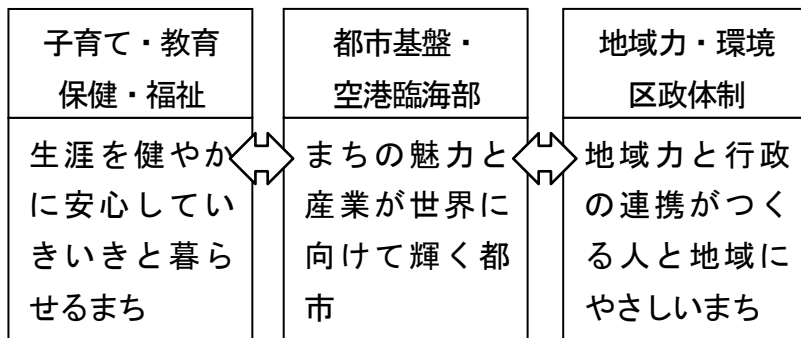 子育て・教育
保健・福祉
生涯を健やか
に安心してい
きいきと暮ら
せるまち
都市基盤・
空港臨海部
まちの魅力と
産業が世界に
向けて輝く都
市
地域力・環境
区政体制
地域力と行政
の連携がつく
る人と地域に
やさしいまち